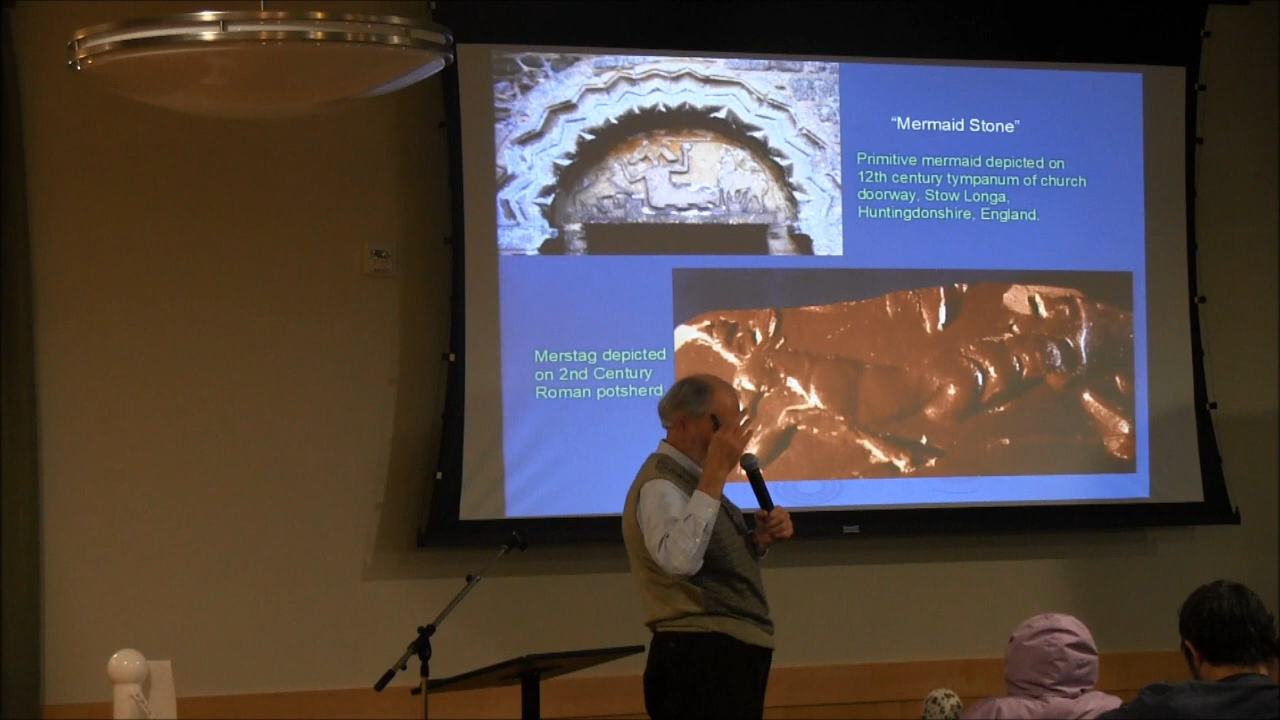 “Mermaid Stone”
Primitive mermaid depicted on
12th century tympanum of church
doorway, Stow Longa,
Huntingdonshire, England.
Merstag depicted
on 2nd Century
Roman potsherd